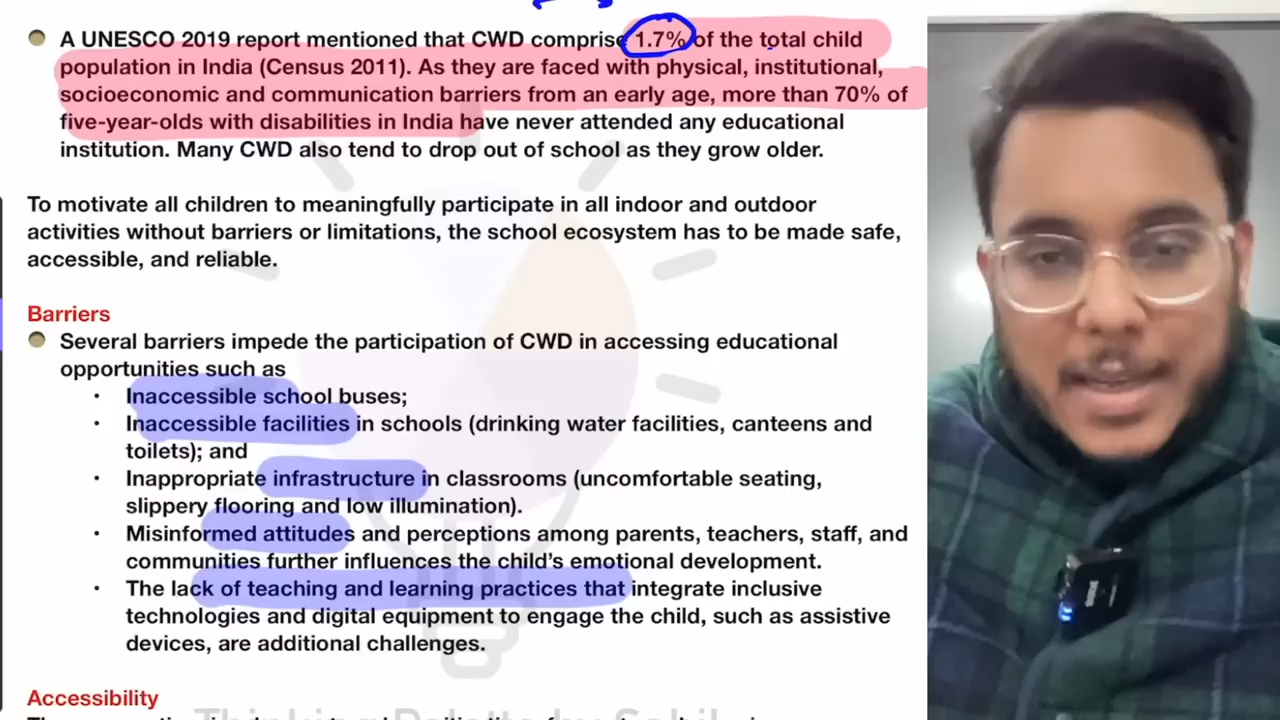 A UNESCO 2019 report mentioned that CWD comprise 1.7% of the total child
population in India (Census 2011). As they are faced with physical, institutional,
socioeconomic and communication barriers from an early age, more than 70% of
five-year-olds with disabilities in India have never attended any educational
institution. Many CWD also tend to drop out of school as they grow older.
To motivate all children to meaningfully participate in all indoor and outdoor
activities without barriers or limitations, the school ecosystem has to be made safe,
accessible, and reliable.
Barriers
Several barriers impede the participation of CWD in accessing educational
opportunities such as
Inaccessible school buses;
Inaccessible facilities in schools (drinking water facilities, canteens and
toilets); and
Inappropriate infrastructure in classrooms (uncomfortable seating,
slippery flooring and low illumination).
Misinformed attitudes and perceptions among parents, teachers, staff, and
communities further influences the child's emotional development.
The lack of teaching and learning practices that integrate inclusive
technologies and digital equipment to engage the child, such as assistive
devices, are additional challenges.
Accessibility